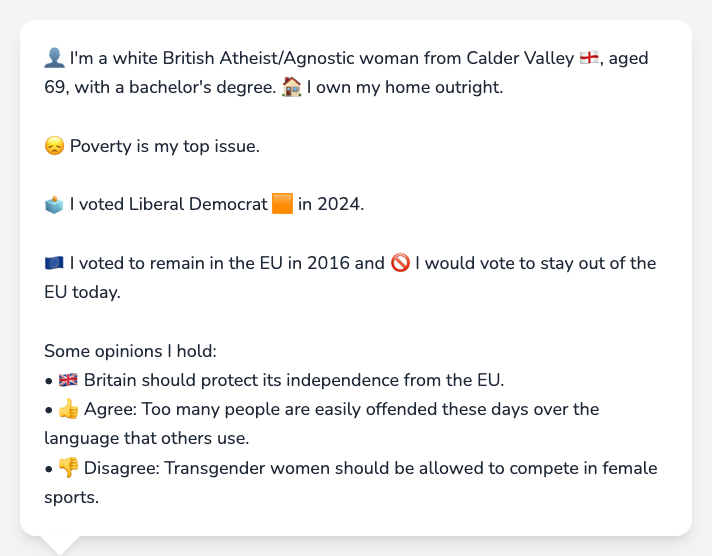 👤 I'm a white British Atheist/Agnostic woman from Calder Valley 🏴󠁧󠁢󠁥󠁮󠁧󠁿, aged
69, with a bachelor's degree. 🏠 I own my home outright.
😞 Poverty is my top issue.
🗳️ I voted Liberal Democrat 🟧 in 2024.
🇪🇺 I voted to remain in the EU in 2016 and 🚫 I would vote to stay out of the
EU today.
Some opinions I hold:
• 🇬🇧 Britain should protect its independence from the EU.
• 👍 Agree: Too many people are easily offended these days over the
language that others use.
• 👎 Disagree: Transgender women should be allowed to compete in female
sports.